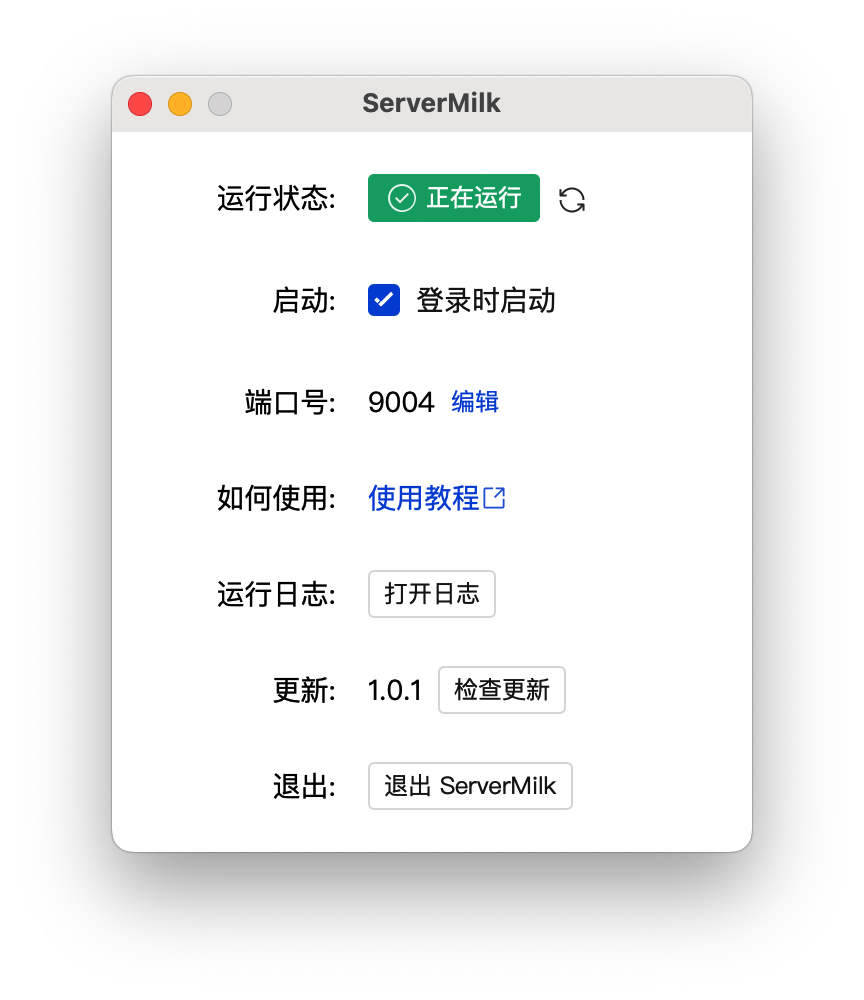 ServerMilk
运行状态: 正在运行
启动: 登录时启动
端口号: 9004 编辑
如何使用: 使用教程
运行日志: 打开日志
更新: 1.0.1 检查更新
退出: 退出 ServerMilk